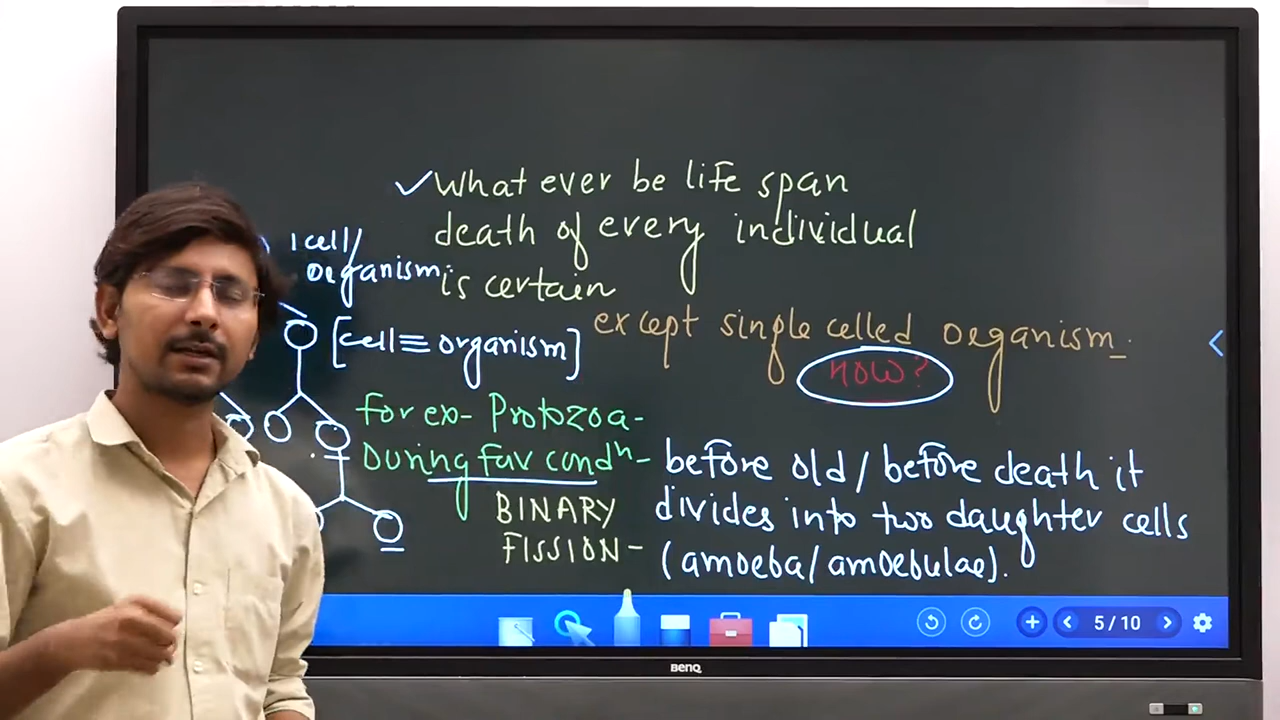 ✓What ever be life span
death of every individual
is certain
except single celled organism.
HOW?
1cell/
organism.
[cell≡organism]
for ex- Protozoa-
During fav condⁿ-
BINARY
FISSION-
before old/before death it
divides into two daughter cells
(amoeba/amoebulae).
5/10
BENQ